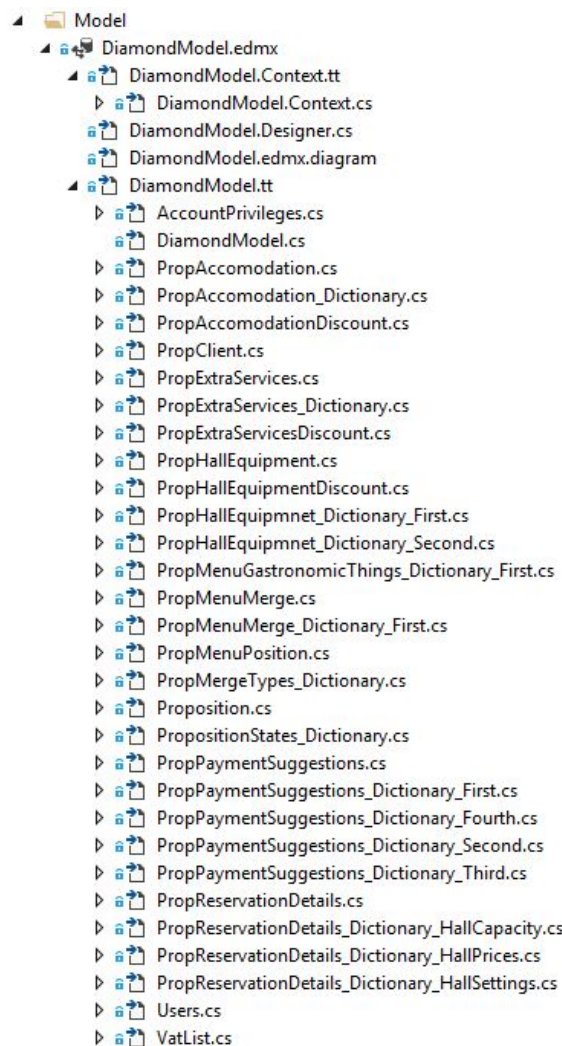 Model
DiamondModel.edmx
DiamondModel.Context.tt
DiamondModel.Context.cs
DiamondModel.Designer.cs
DiamondModel.edmx.diagram
DiamondModel.tt
AccountPrivileges.cs
DiamondModel.cs
PropAccomodation.cs
PropAccomodation_Dictionary.cs
PropAccomodationDiscount.cs
PropClient.cs
PropExtraServices.cs
PropExtraServices_Dictionary.cs
PropExtraServicesDiscount.cs
PropHallEquipment.cs
PropHallEquipmentDiscount.cs
PropHallEquipmnet_Dictionary_First.cs
PropHallEquipmnet_Dictionary_Second.cs
PropMenuGastronomicThings_Dictionary_First.cs
PropMenuMerge.cs
PropMenuMerge_Dictionary_First.cs
PropMenuPosition.cs
PropMergeTypes_Dictionary.cs
Proposition.cs
PropositionStates_Dictionary.cs
PropPaymentSuggestions.cs
PropPaymentSuggestions_Dictionary_First.cs
PropPaymentSuggestions_Dictionary_Fourth.cs
PropPaymentSuggestions_Dictionary_Second.cs
PropPaymentSuggestions_Dictionary_Third.cs
PropReservationDetails.cs
PropReservationDetails_Dictionary_HallCapacity.cs
PropReservationDetails_Dictionary_HallPrices.cs
PropReservationDetails_Dictionary_HallSettings.cs
Users.cs
VatList.cs